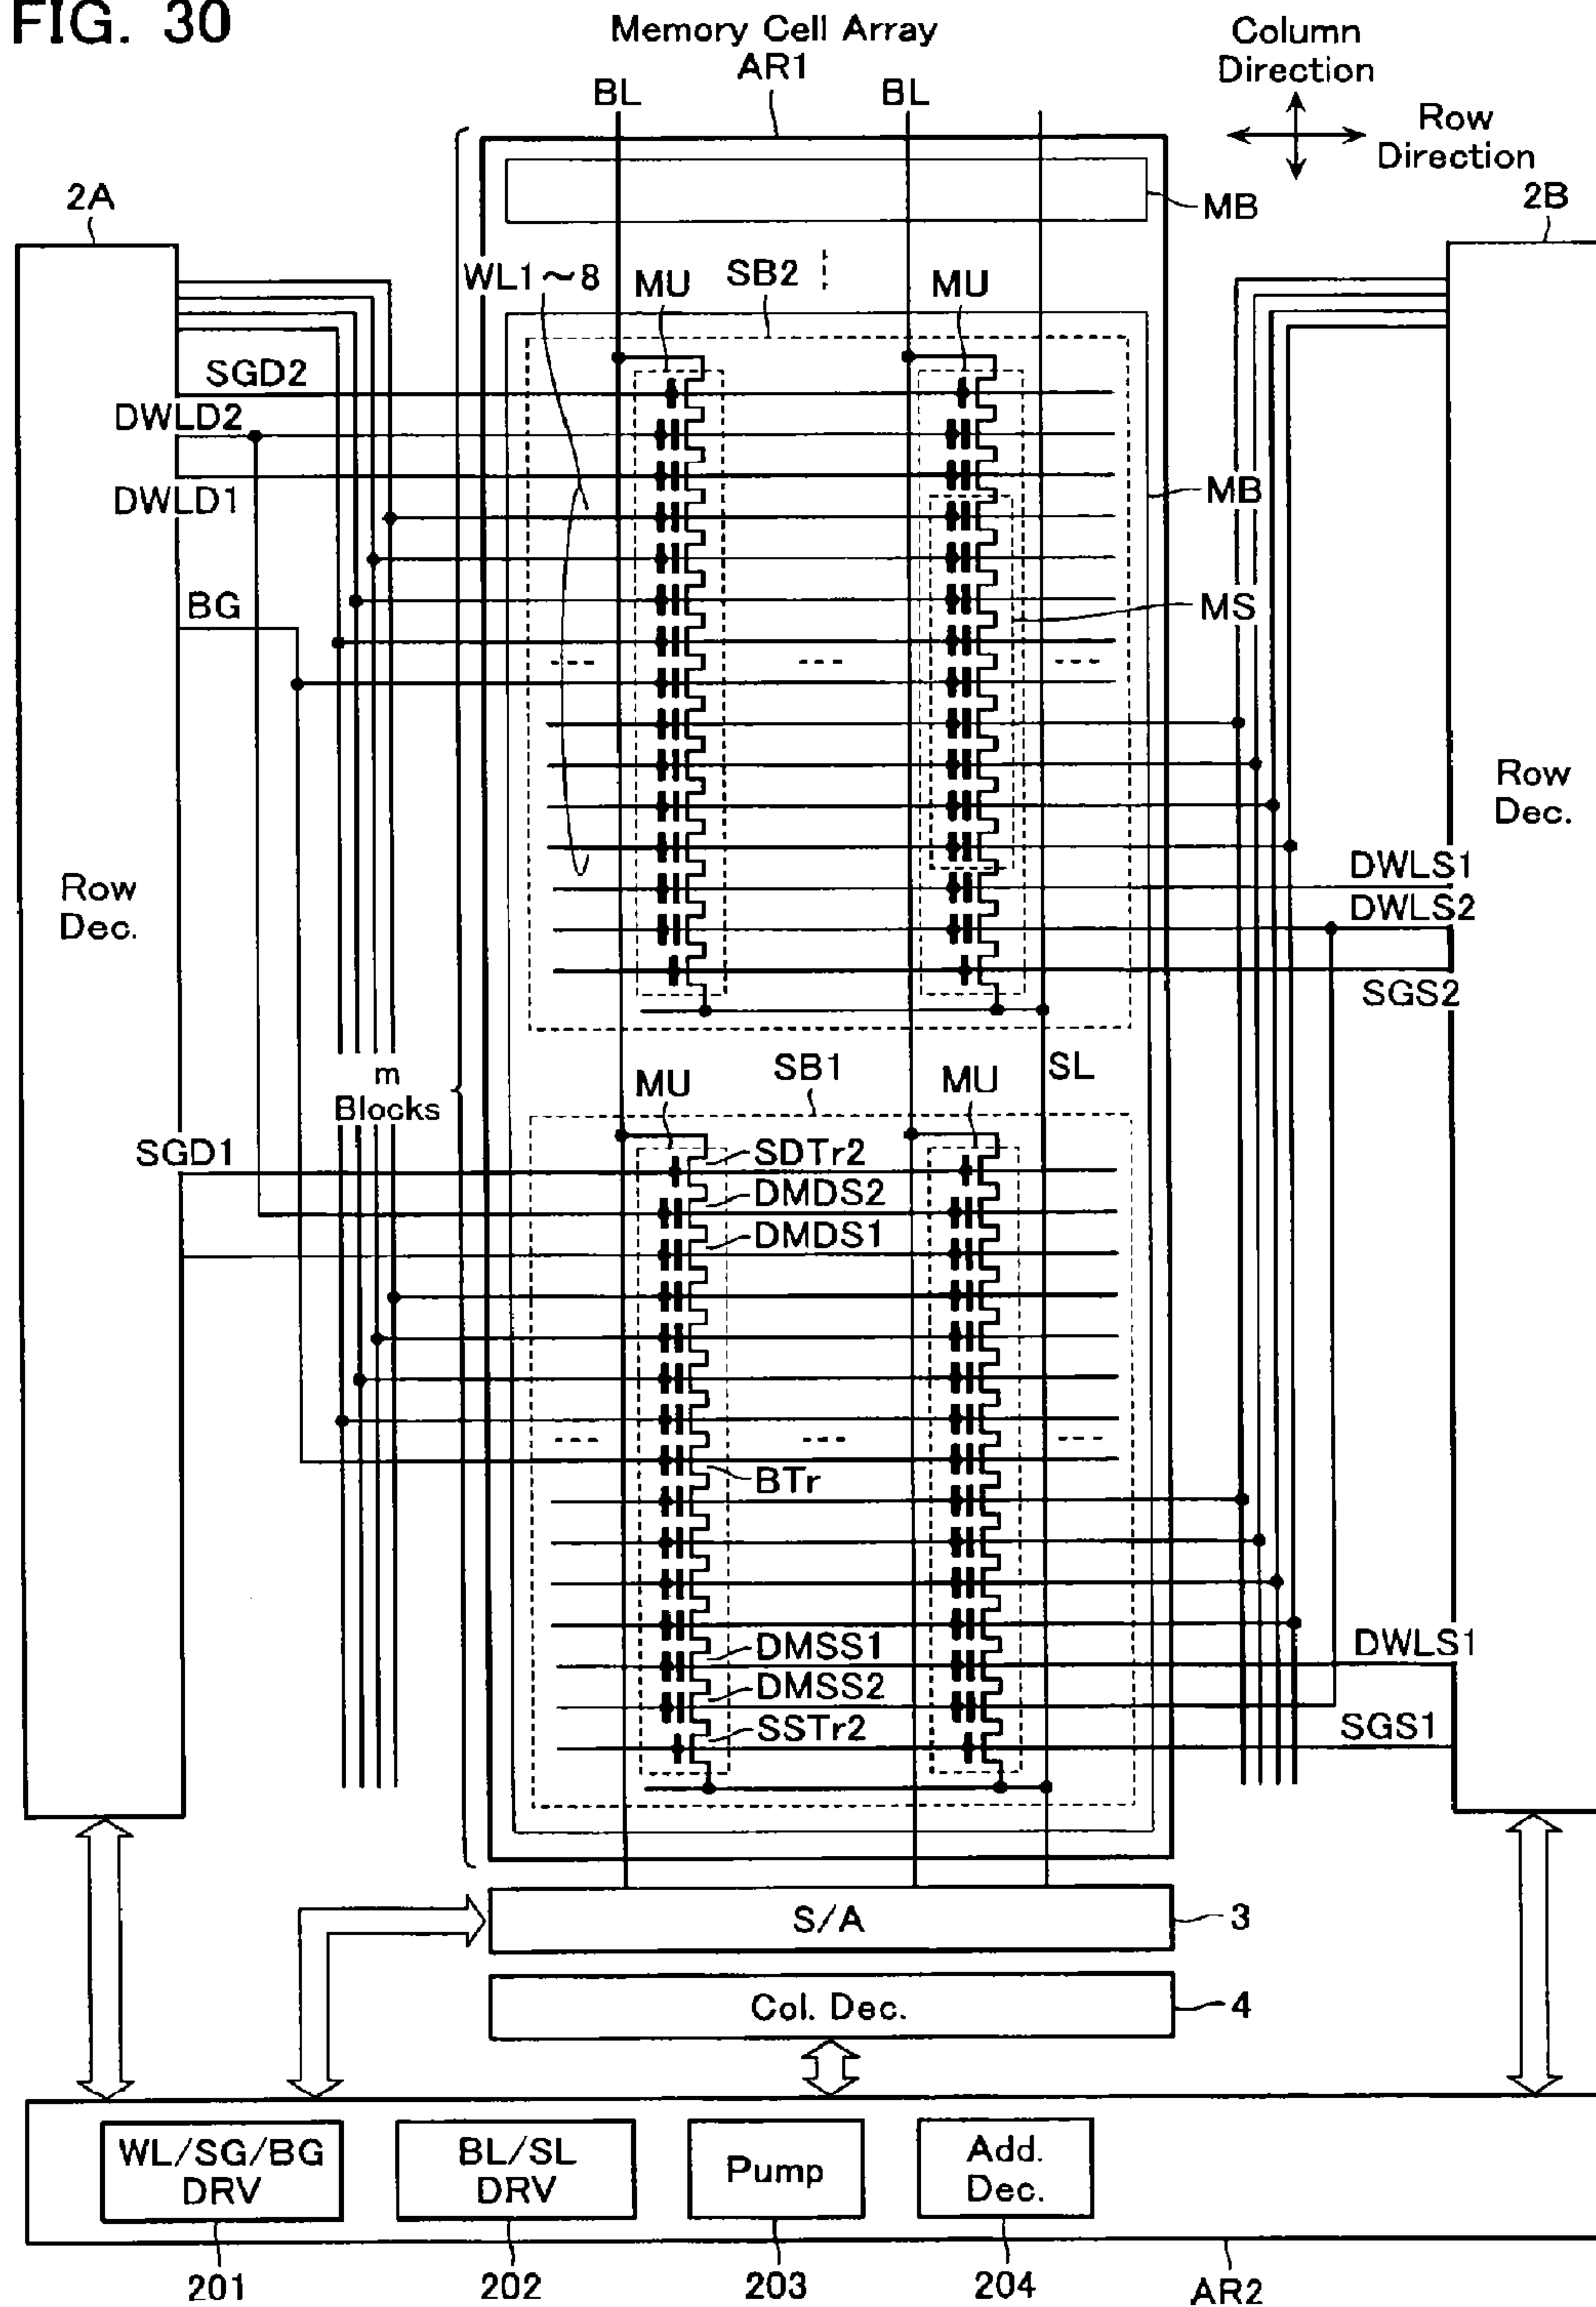 FIG. 30
Memory Cell Array
AR1
Column
Direction
Row
Direction
BL
BL
2A
MB
2B
WL1～8
MU
SB2
MU
SGD2
DWLD2
DWLD1
MB
BG
MS
Row
Dec.
Row
Dec.
DWLS1
DWLS2
SGS2
m
Blocks
MU
SB1
MU
SL
SGD1
SDTr2
DMDS2
DMDS1
BTr
DMSS1
DWLS1
DMSS2
SSTr2
SGS1
S/A
3
Col. Dec.
4
WL/SG/BG
DRV
BL/SL
DRV
Pump
Add.
Dec.
201
202
203
204
AR2